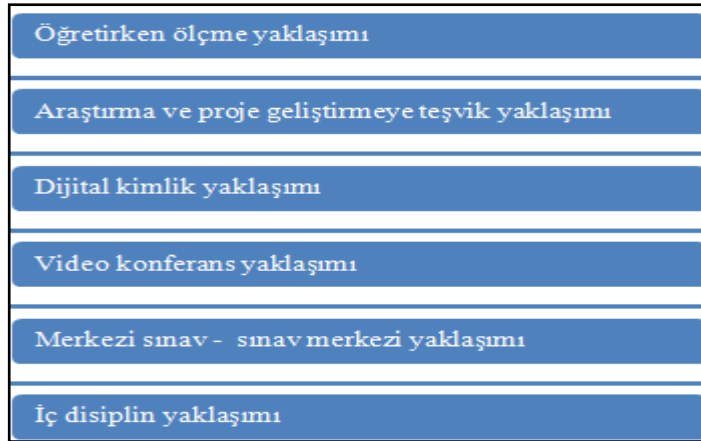 Öğretirken ölçme yaklaşımı
Araştırma ve proje geliştirmeye teşvik yaklaşımı
Dijital kimlik yaklaşımı
Video konferans yaklaşımı
Merkezi sınav - sınav merkezi yaklaşımı
İç disiplin yaklaşımı